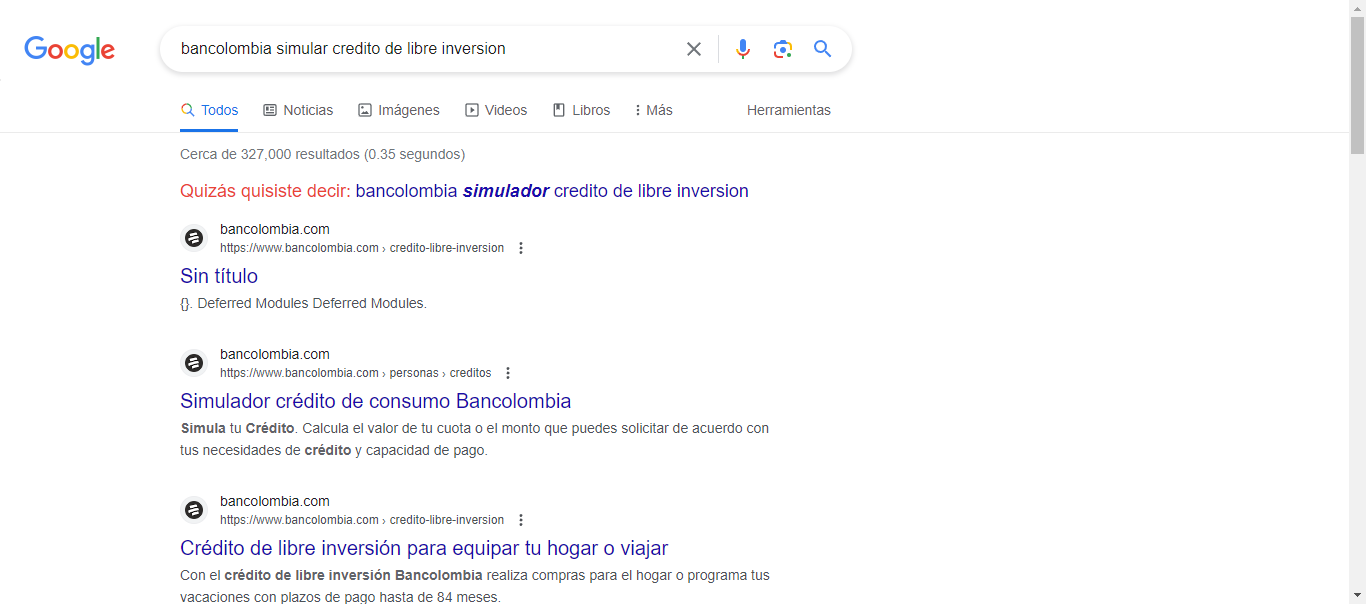 Google
bancolombia simular credito de libre inversion
Todos Noticias Imágenes Videos Libros Más Herramientas
Cerca de 327,000 resultados (0.35 segundos)
Quizás quisiste decir: bancolombia simulador credito de libre inversion
bancolombia.com
https://www.bancolombia.com › credito-libre-inversion
Sin título
{}. Deferred Modules Deferred Modules.
bancolombia.com
https://www.bancolombia.com › personas › creditos
Simulador crédito de consumo Bancolombia
Simula tu Crédito. Calcula el valor de tu cuota o el monto que puedes solicitar de acuerdo con
tus necesidades de crédito y capacidad de pago.
bancolombia.com
https://www.bancolombia.com › credito-libre-inversion
Crédito de libre inversión para equipar tu hogar o viajar
Con el crédito de libre inversión Bancolombia realiza compras para el hogar o programa tus
vacaciones con plazos de pago hasta de 84 meses.